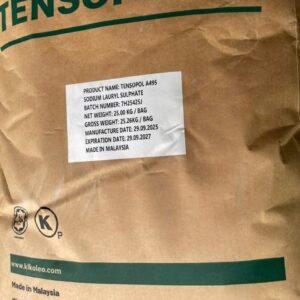 TENSOP
PRODUCT NAME: TENSOPOL A495
SODIUM LAURYL SULPHATE
BATCH NUMBER: TH25425J
NET WEIGHT: 25.00 KG / BAG
GROSS WEIGHT: 25.26KG / BAG
MANUFACTURE DATE: 29.09.2025
EXPIRATION DATE: 29.09.2027
MADE IN MALAYSIA
K
P
www.klkoleo.com
Made in Malaysia